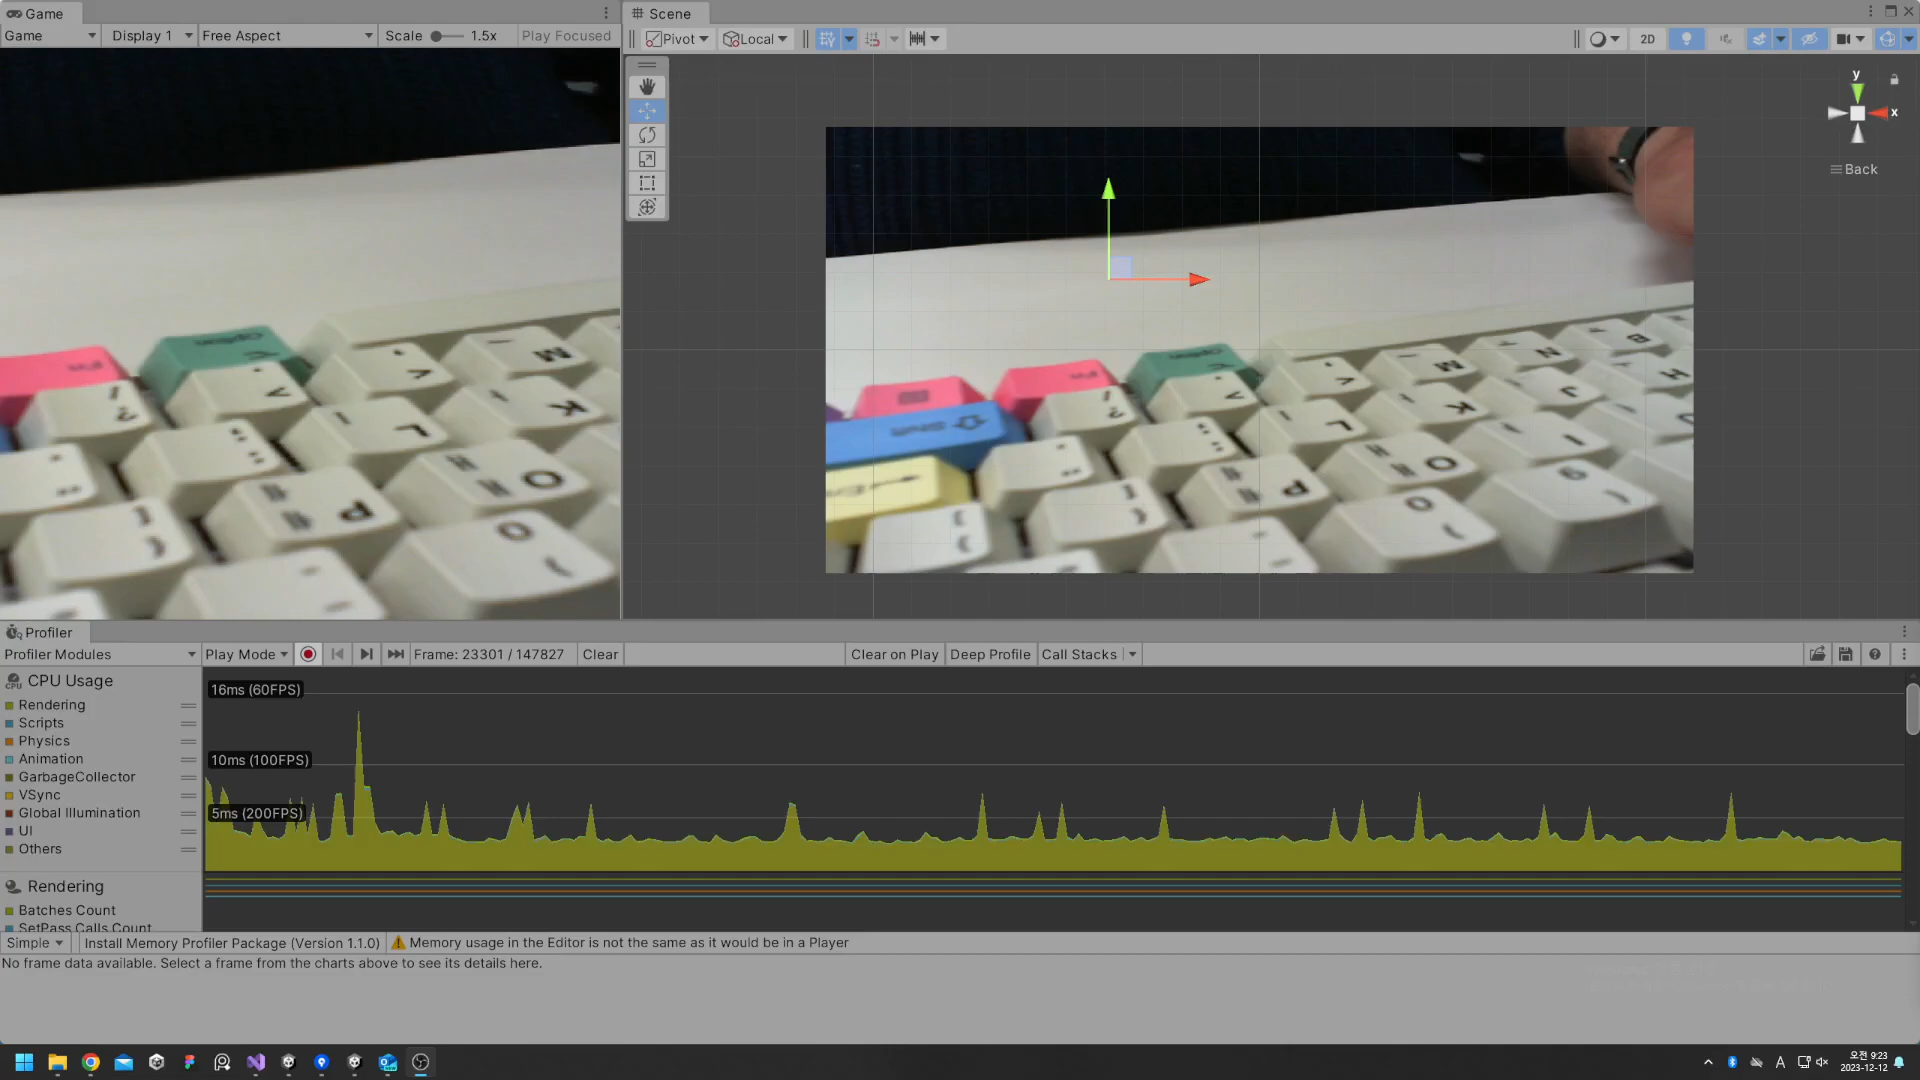 Game
Scene
Game Display 1 Free Aspect Scale 1.5x Play Focused
Pivot Local 2D
y
x
Back
Profiler
Profiler Modules Play Mode Frame: 23301 / 147827 Clear Clear on Play Deep Profile Call Stacks
CPU Usage
Rendering
Scripts
Physics
Animation
GarbageCollector
VSync
Global Illumination
UI
Others
16ms (60FPS)
10ms (100FPS)
5ms (200FPS)
Rendering
Batches Count
SetPass Calls Count
Simple Install Memory Profiler Package (Version 1.1.0) Memory usage in the Editor is not the same as it would be in a Player
No frame data available. Select a frame from the charts above to see its details here.
A
오전 9:23
2023-12-12